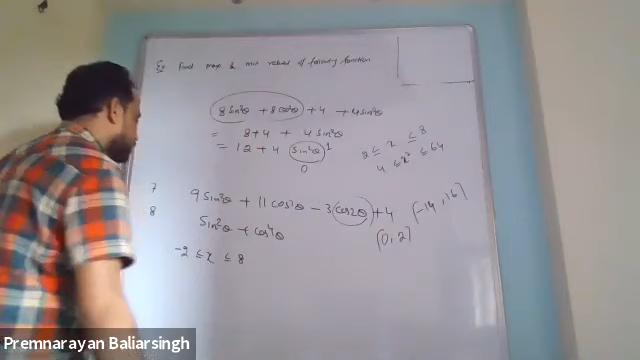 Ex Find max & min values of following function
8 sin²θ + 8 cos²θ + 4 + 4 sin²θ
= 8+4 + 4 sin²θ
= 12 + 4 sin²θ 1
0
2 ≤ x ≤ 8
4 ≤ x² ≤ 64
7 9 sin²θ + 11 cos²θ - 3 cos2θ + 4 (-14, 16]
8 sin²θ + cos⁴θ (0, 2]
-2 ≤ x ≤ 8
Premnarayan Baliarsingh